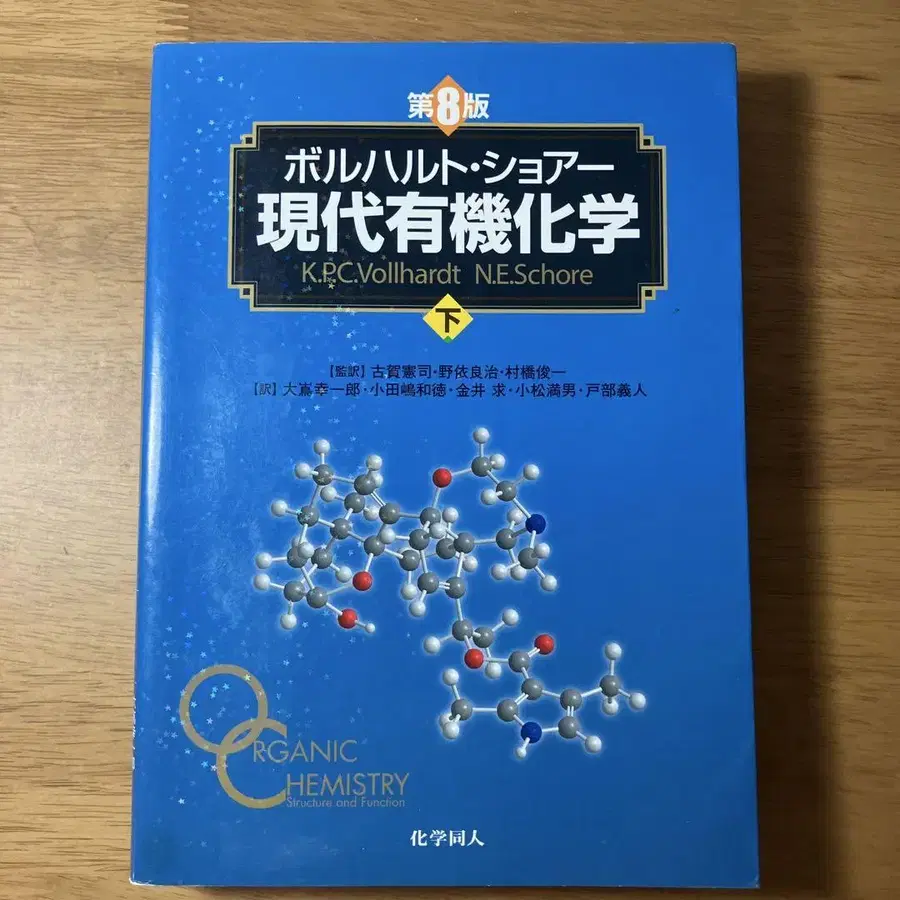 第8版
ボルハルト・ショアー
現代有機化学
K.P.C.Vollhardt N.E.Schore
下
【監訳】古賀憲司・野依良治・村橋俊一
【訳】大嶌幸一郎・小田嶋和徳・金井 求・小松満男・戸部義人
ORGANIC
CHEMISTRY
Structure and Function
化学同人